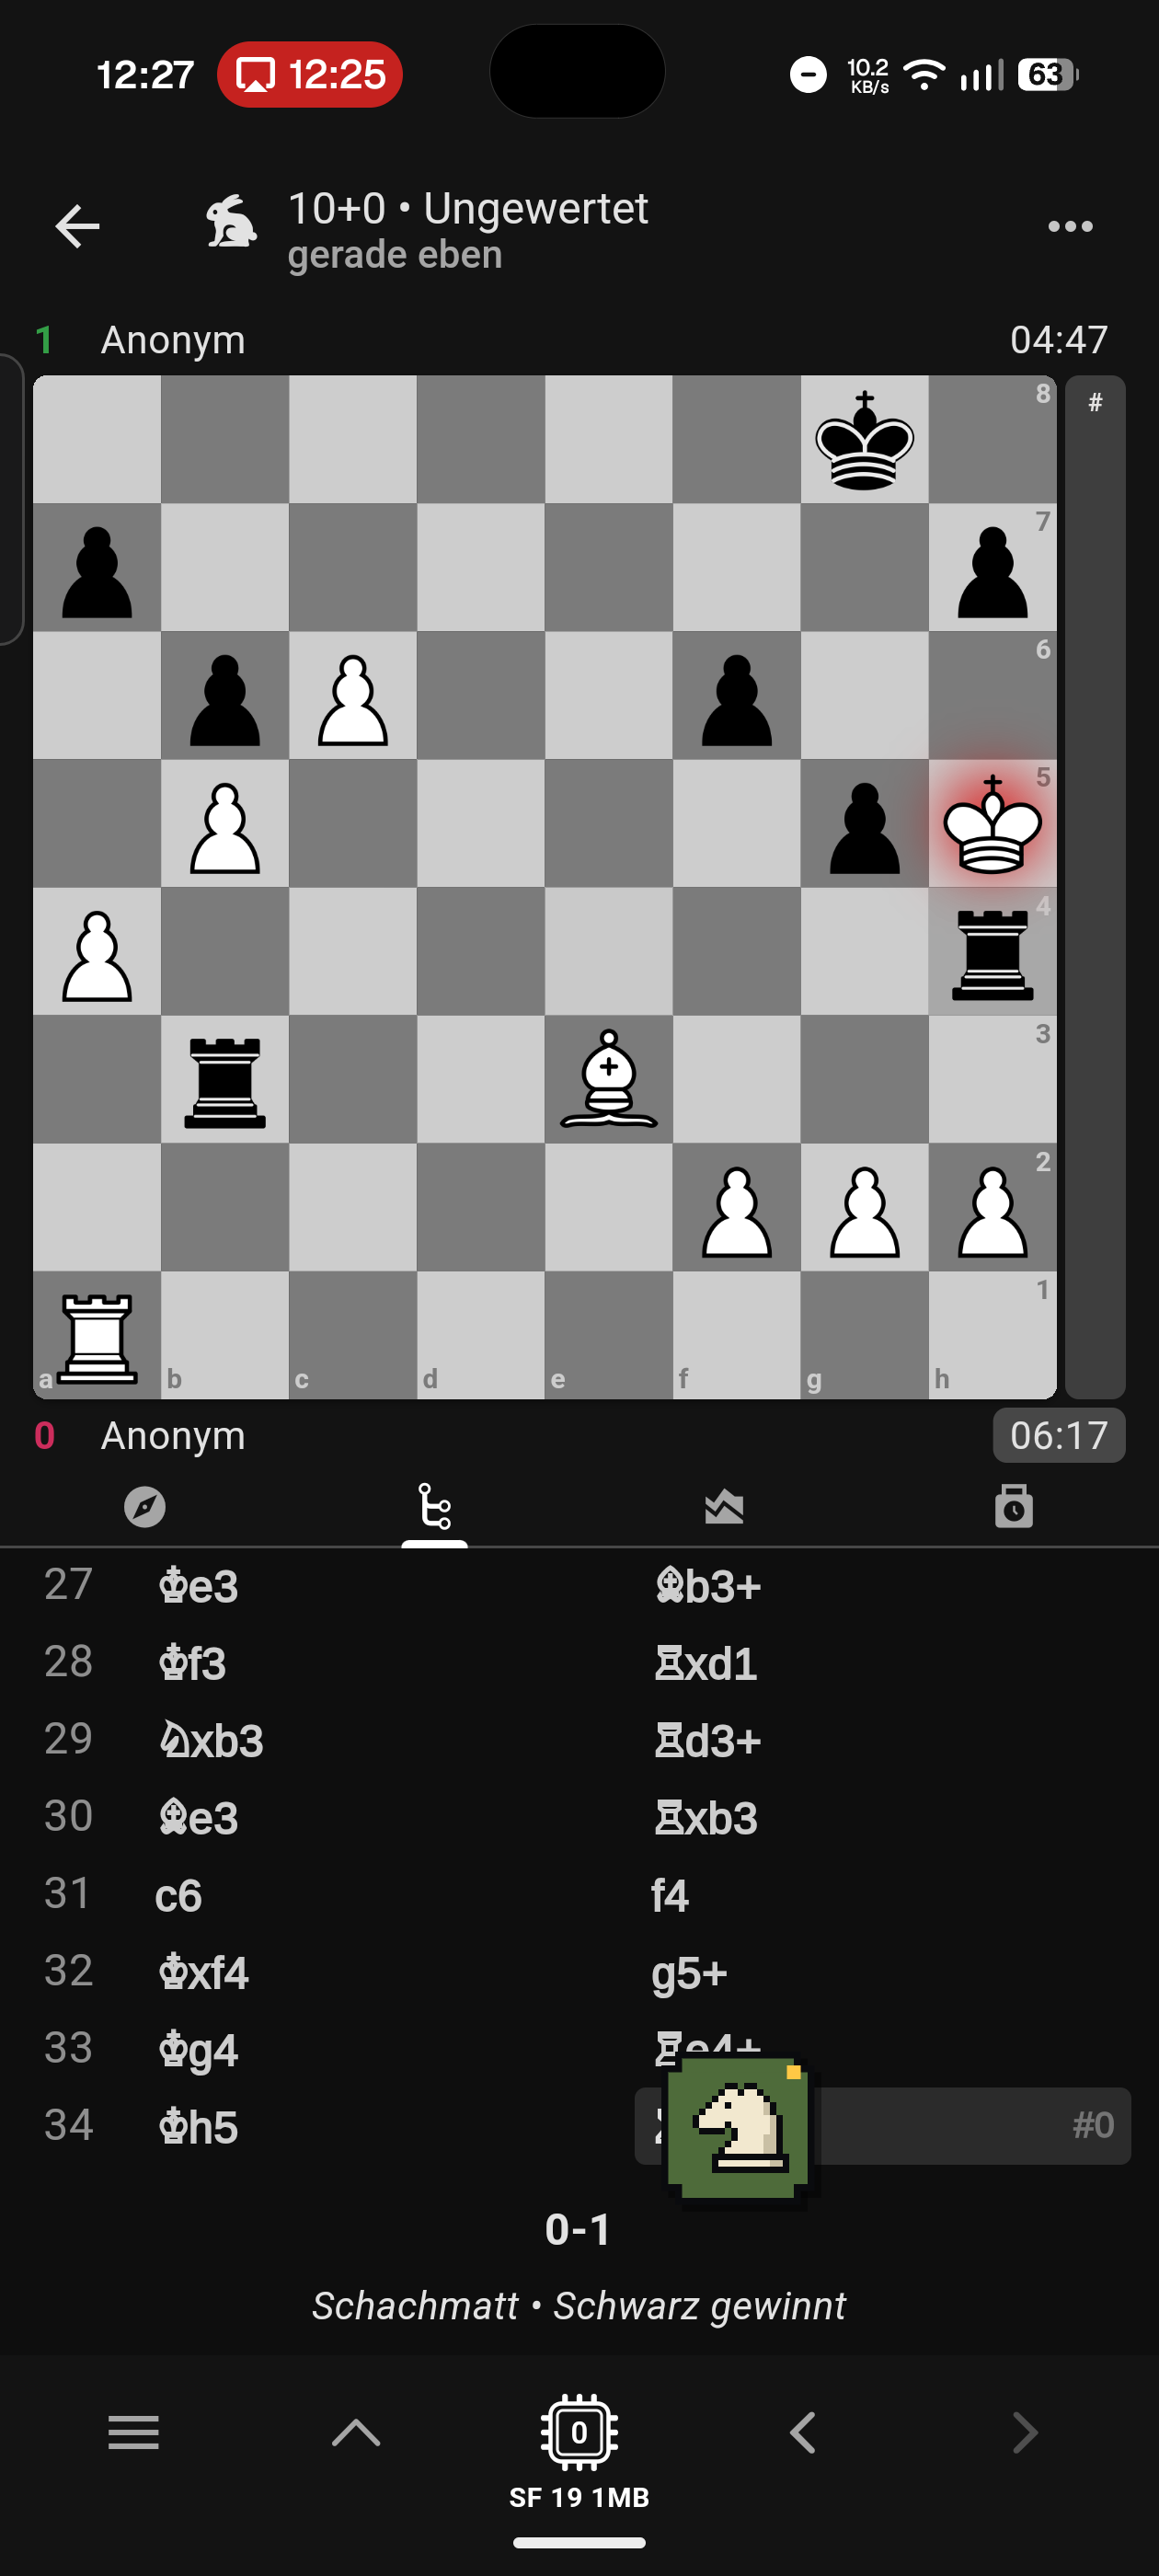 12:27 12:25 10.2 KB/s 63
10+0 • Ungewertet
gerade eben
1 Anonym 04:47
8 #
7
6
5
4
3
2
1
a b c d e f g h
0 Anonym 06:17
27 ♔e3 ♗b3+
28 ♔f3 ♖xd1
29 ♘xb3 ♖d3+
30 ♗e3 ♖xb3
31 c6 f4
32 ♔xf4 g5+
33 ♔g4 ♖e4+
34 ♔h5 #0
0-1
Schachmatt • Schwarz gewinnt
0
SF 19 1MB